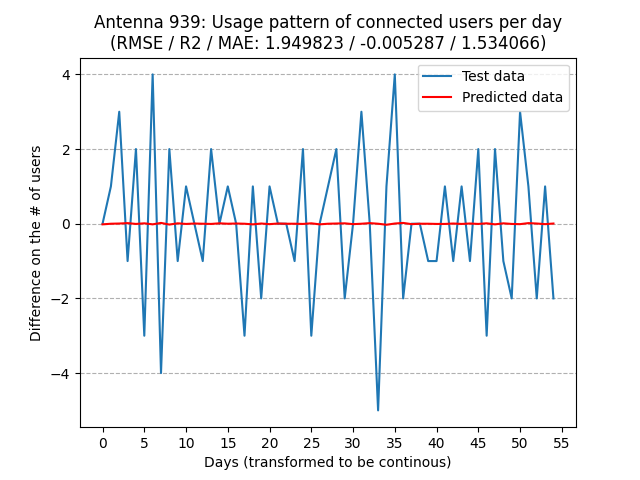 Antenna 939: Usage pattern of connected users per day
(RMSE / R2 / MAE: 1.949823 / -0.005287 / 1.534066)
Test data
Predicted data
Difference on the # of users
4
2
0
−2
−4
0 5 10 15 20 25 30 35 40 45 50 55
Days (transformed to be continous)